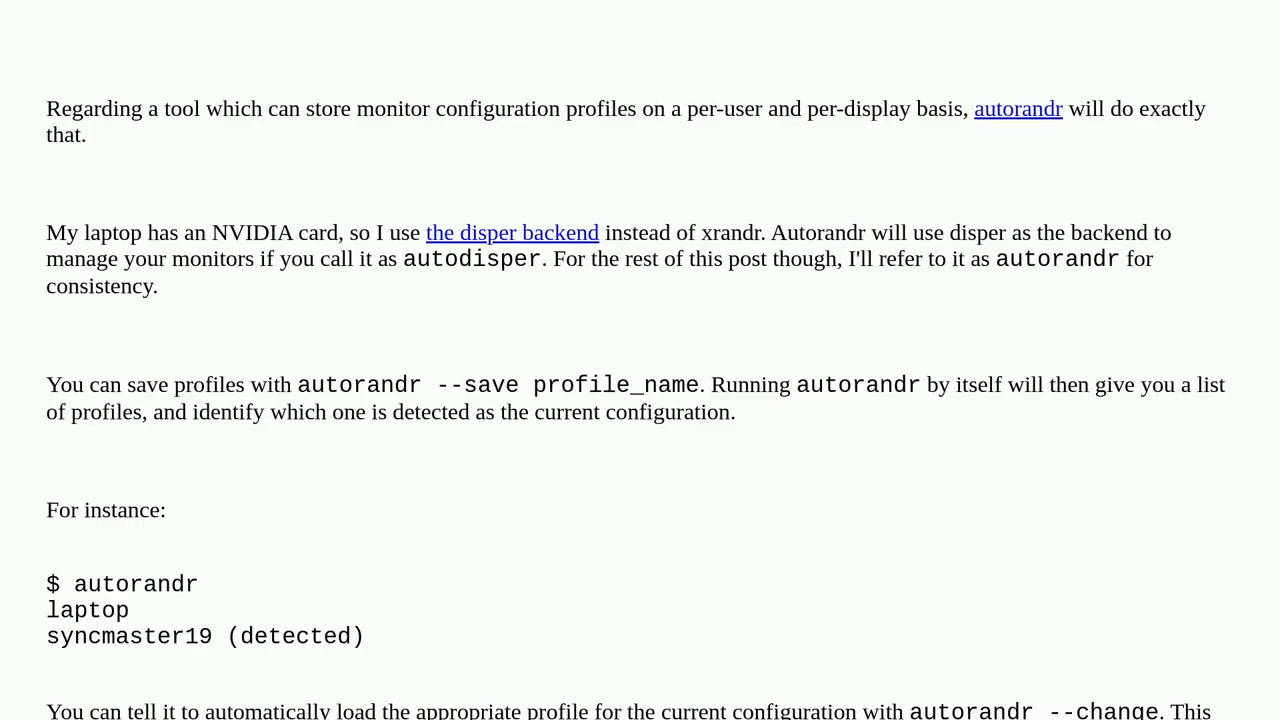 Regarding a tool which can store monitor configuration profiles on a per-user and per-display basis, autorandr will do exactly
that.
My laptop has an NVIDIA card, so I use the disper backend instead of xrandr. Autorandr will use disper as the backend to
manage your monitors if you call it as autodisper. For the rest of this post though, I'll refer to it as autorandr for
consistency.
You can save profiles with autorandr --save profile_name. Running autorandr by itself will then give you a list
of profiles, and identify which one is detected as the current configuration.
For instance:
$ autorandr
laptop
syncmaster19 (detected)
You can tell it to automatically load the appropriate profile for the current configuration with autorandr --change. This